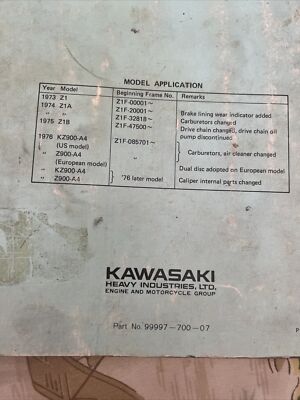 MODEL APPLICATION
Year Model Beginning Frame No. Remarks
1973 Z1 Z1F-00001~
1974 Z1A Z1F-20001~
" " Z1F-32818~ Brake lining wear indicator added
1975 Z1B Z1F-47500~ Carburetors changed
Drive chain changed, drive chain oil
pump discontinued
1976 KZ900-A4 Z1F-085701~
(US model)
" Z900-A4 " Carburetors, air cleaner changed
(European model)
" KZ900-A4 Dual disc adopted on European model
" Z900-A4 '76 later model Caliper internal parts changed
KAWASAKI
HEAVY INDUSTRIES, LTD.
ENGINE AND MOTORCYCLE GROUP
Part No. 99997-700-07
P